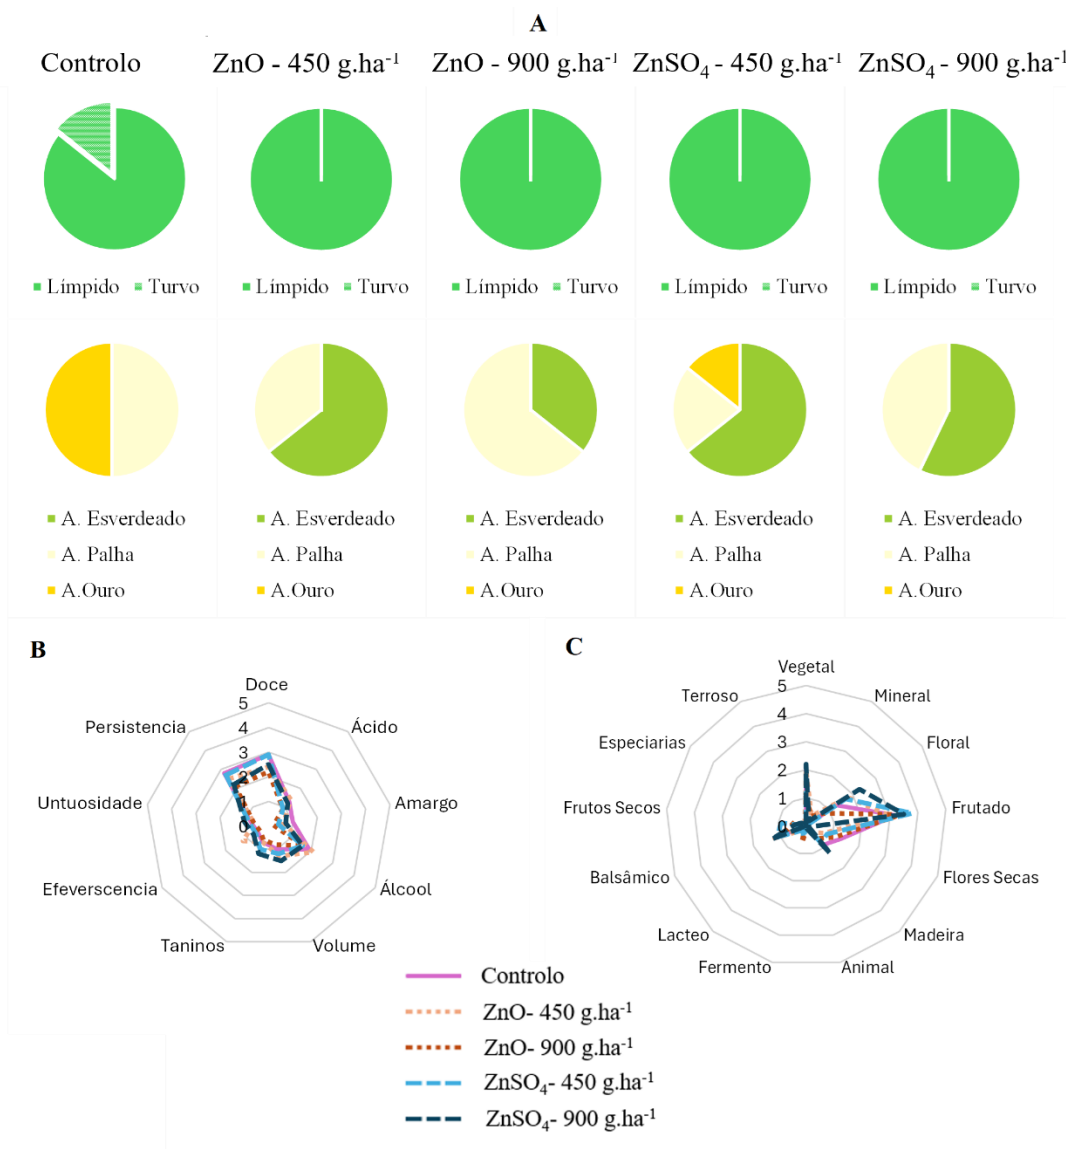 A
Controlo
ZnO - 450 g.ha⁻¹
ZnO - 900 g.ha⁻¹
ZnSO₄ - 450 g.ha⁻¹
ZnSO₄ - 900 g.ha⁻¹
Límpido Turvo
Límpido Turvo
Límpido Turvo
Límpido Turvo
Límpido Turvo
A. Esverdeado
A. Palha
A.Ouro
A. Esverdeado
A. Palha
A.Ouro
A. Esverdeado
A. Palha
A.Ouro
A. Esverdeado
A. Palha
A.Ouro
A. Esverdeado
A. Palha
A.Ouro
B
Doce
Ácido
Amargo
Álcool
Volume
Taninos
Efeverscencia
Untuosidade
Persistencia
5
4
3
2
1
0
C
Vegetal
Mineral
Floral
Frutado
Flores Secas
Madeira
Animal
Fermento
Lacteo
Balsâmico
Frutos Secos
Especiarias
Terroso
5
4
3
2
1
0
Controlo
ZnO- 450 g.ha⁻¹
ZnO- 900 g.ha⁻¹
ZnSO₄- 450 g.ha⁻¹
ZnSO₄- 900 g.ha⁻¹